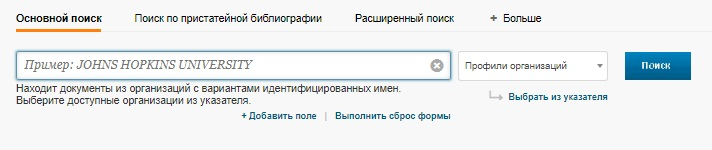 Основной поиск Поиск по пристатейной библиографии Расширенный поиск + Больше
Пример: JOHNS HOPKINS UNIVERSITY Профили организаций Поиск
Находит документы из организаций с вариантами идентифицированных имен.
Выберите доступные организации из указателя.
Выбрать из указателя
+ Добавить поле | Выполнить сброс формы